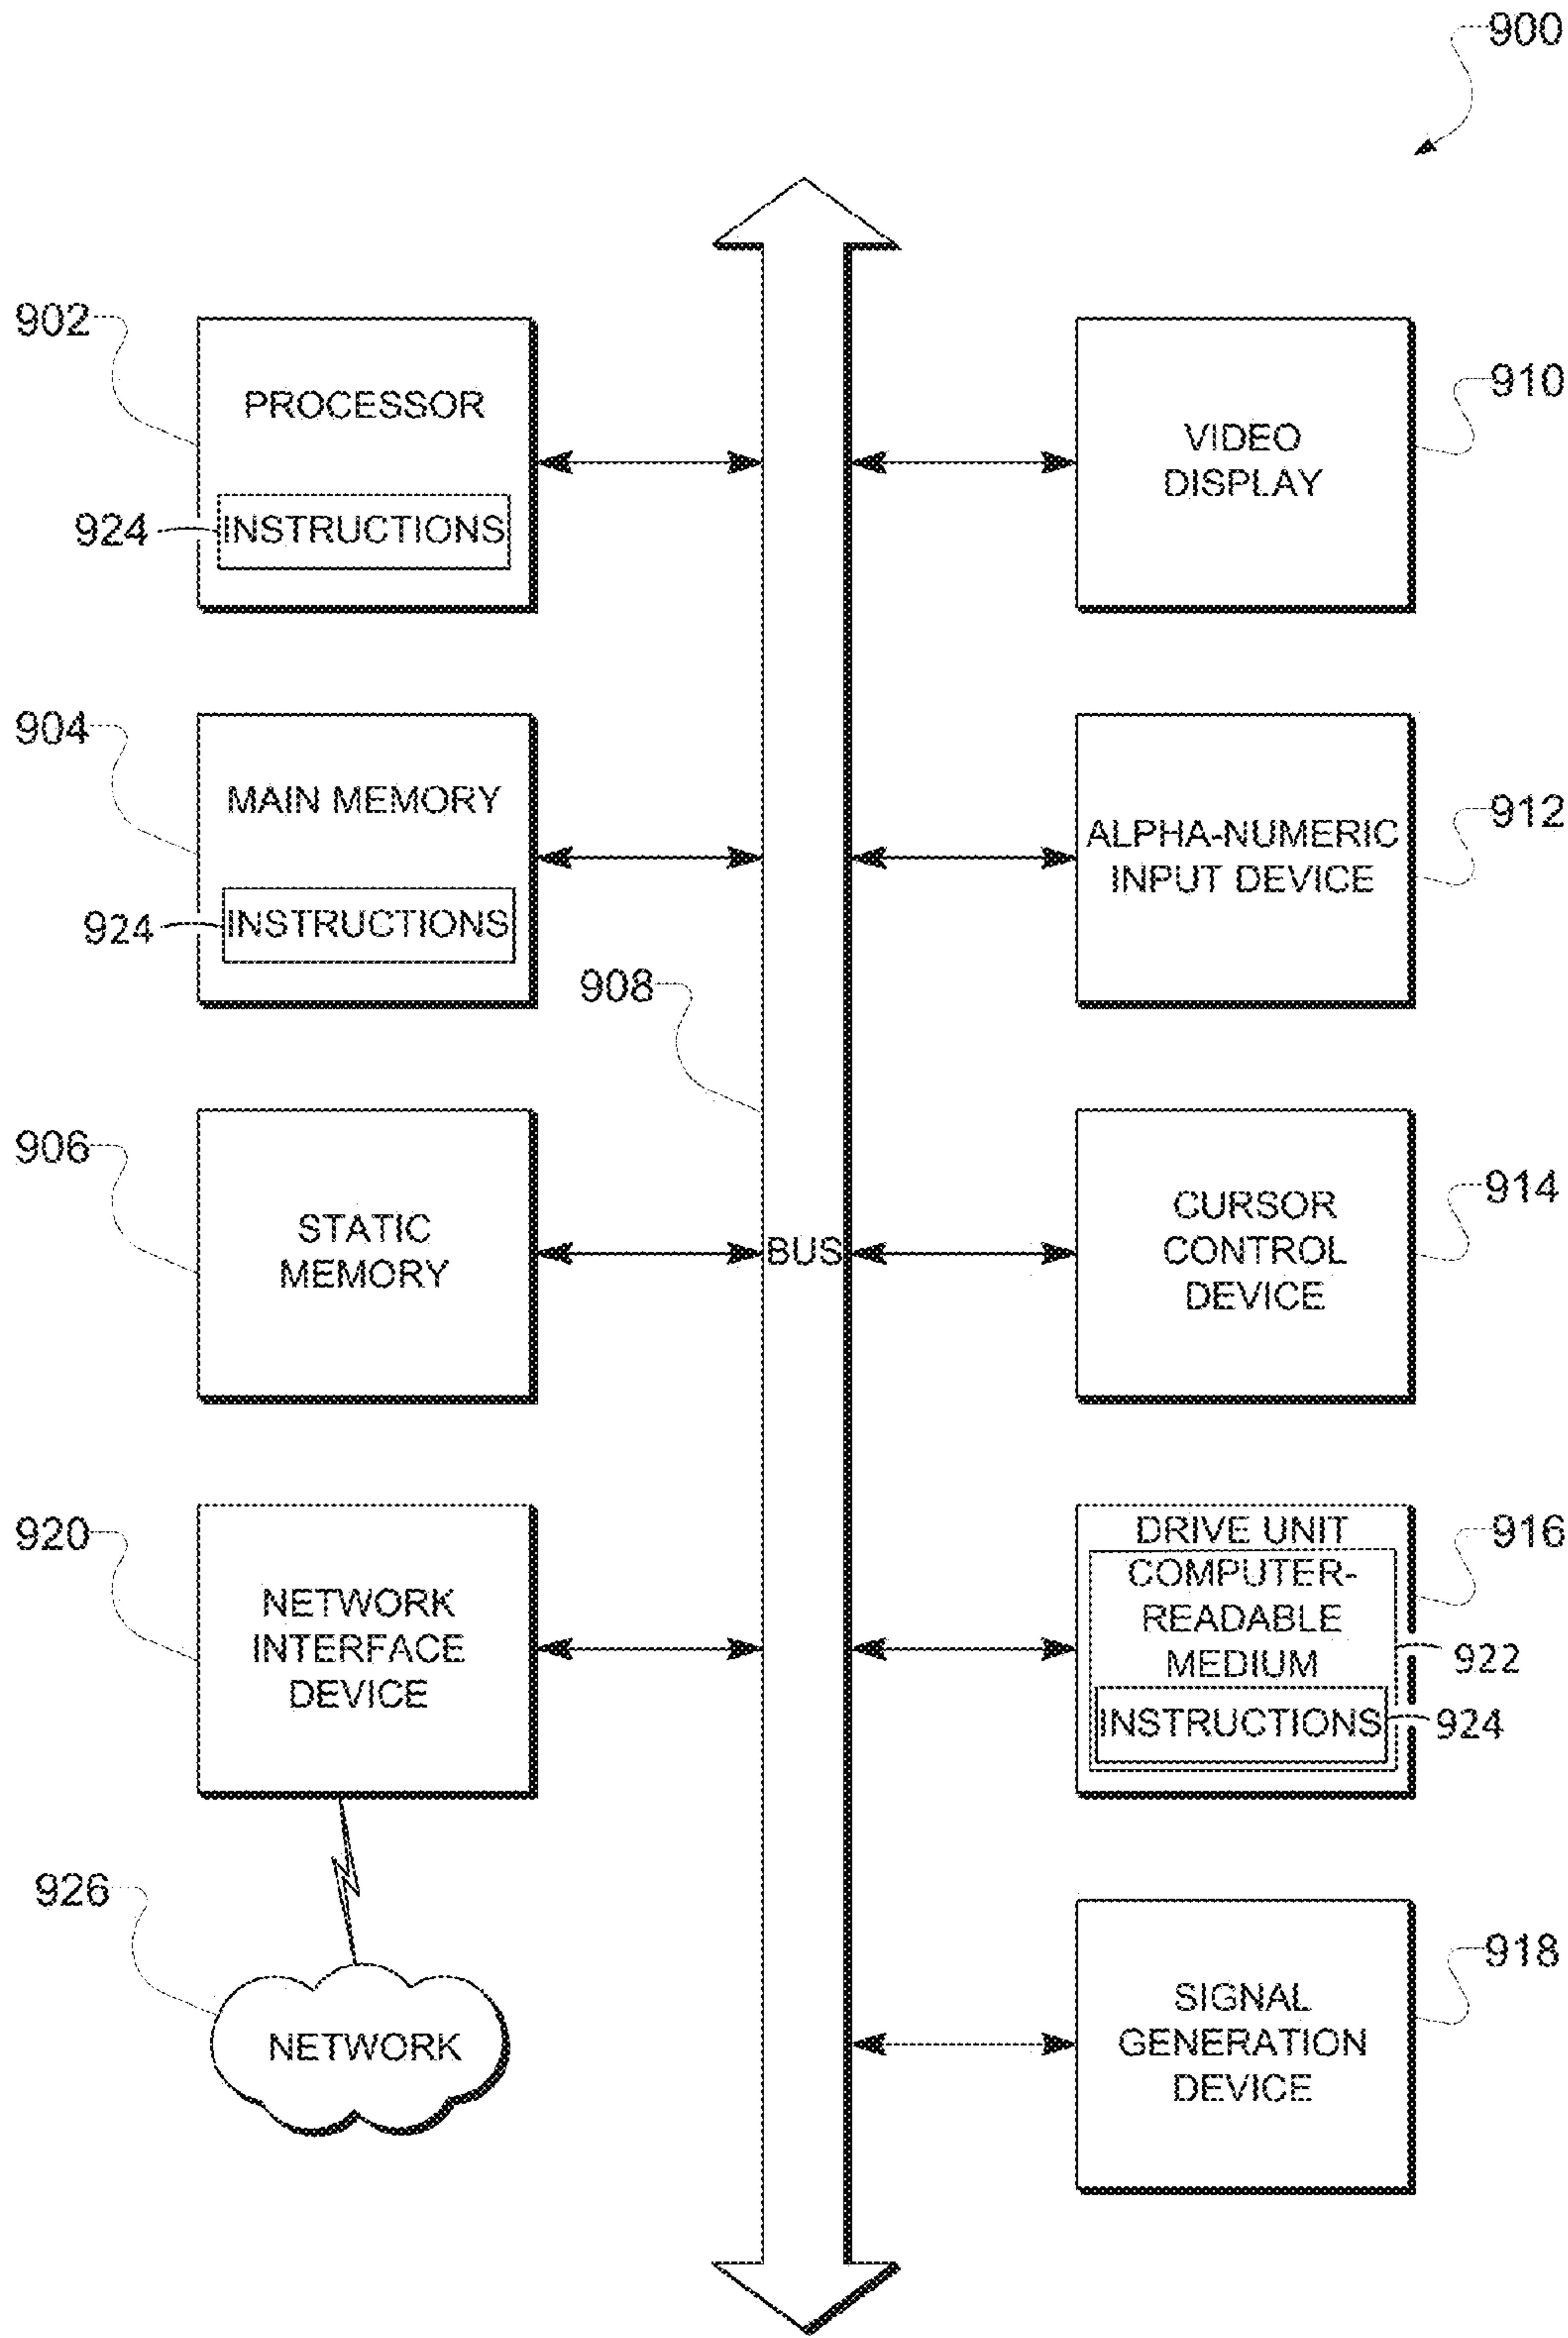 900
902
PROCESSOR
924
INSTRUCTIONS
904
MAIN MEMORY
924
INSTRUCTIONS
908
906
STATIC
MEMORY
BUS
920
NETWORK
INTERFACE
DEVICE
926
NETWORK
910
VIDEO
DISPLAY
912
ALPHA-NUMERIC
INPUT DEVICE
914
CURSOR
CONTROL
DEVICE
916
DRIVE UNIT
COMPUTER-
READABLE
MEDIUM
922
INSTRUCTIONS
924
918
SIGNAL
GENERATION
DEVICE